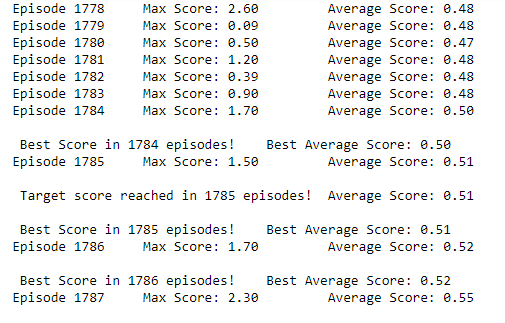 Episode 1778 Max Score: 2.60 Average Score: 0.48
Episode 1779 Max Score: 0.09 Average Score: 0.48
Episode 1780 Max Score: 0.50 Average Score: 0.47
Episode 1781 Max Score: 1.20 Average Score: 0.48
Episode 1782 Max Score: 0.39 Average Score: 0.48
Episode 1783 Max Score: 0.90 Average Score: 0.48
Episode 1784 Max Score: 1.70 Average Score: 0.50
Best Score in 1784 episodes! Best Average Score: 0.50
Episode 1785 Max Score: 1.50 Average Score: 0.51
Target score reached in 1785 episodes! Average Score: 0.51
Best Score in 1785 episodes! Best Average Score: 0.51
Episode 1786 Max Score: 1.70 Average Score: 0.52
Best Score in 1786 episodes! Best Average Score: 0.52
Episode 1787 Max Score: 2.30 Average Score: 0.55